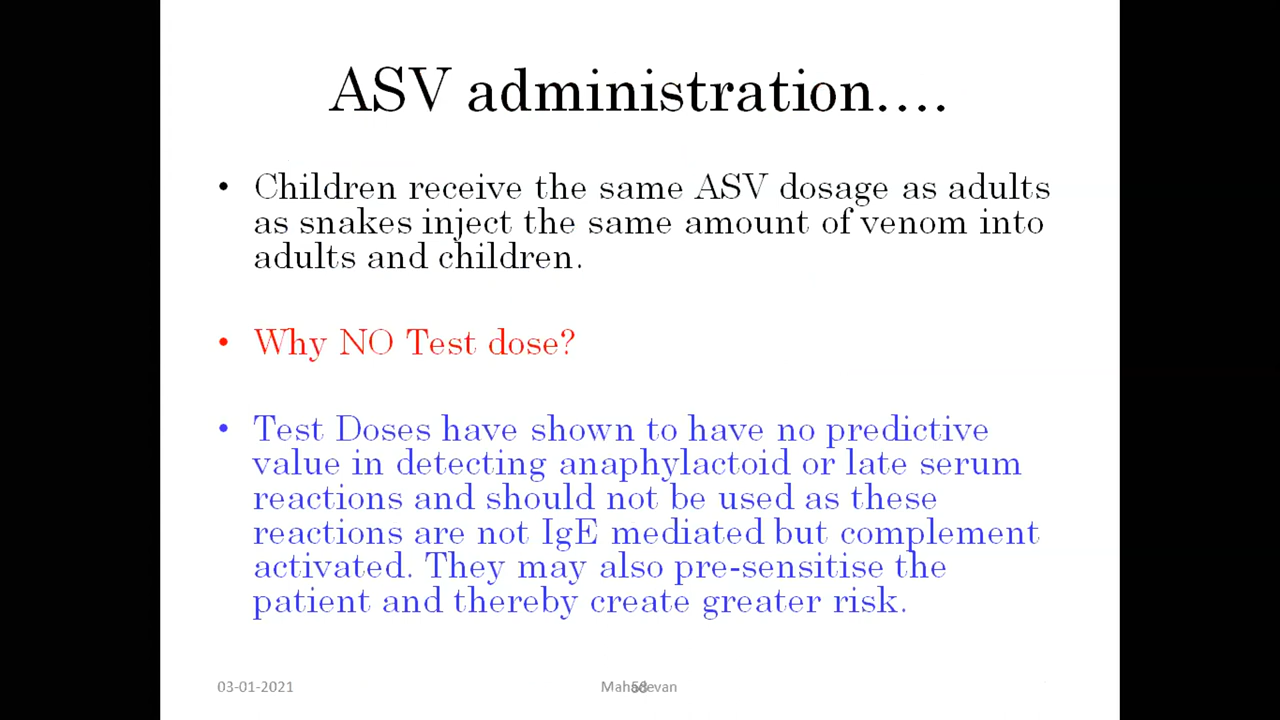 ASV administration....
• Children receive the same ASV dosage as adults
as snakes inject the same amount of venom into
adults and children.
• Why NO Test dose?
• Test Doses have shown to have no predictive
value in detecting anaphylactoid or late serum
reactions and should not be used as these
reactions are not IgE mediated but complement
activated. They may also pre-sensitise the
patient and thereby create greater risk.
03-01-2021
Mahadevan